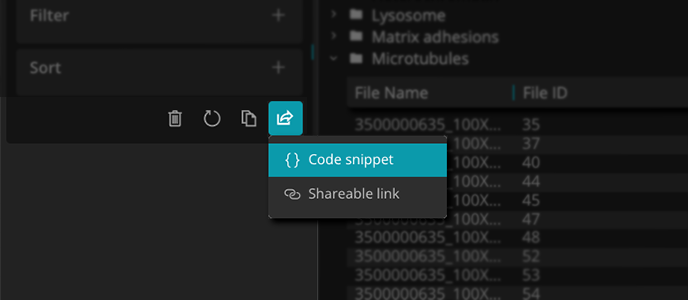 Filter +
Sort +
{} Code snippet
Shareable link
Lysosome
Matrix adhesions
Microtubules
File Name File ID
3500000635_100X... 35
3500000635_100X... 37
3500000635_100X... 40
3500000635_100X... 44
3500000635_100X... 45
3500000635_100X... 47
3500000635_100X... 48
3500000635_100X... 52
3500000635_100X... 53
3500000635_100X... 54